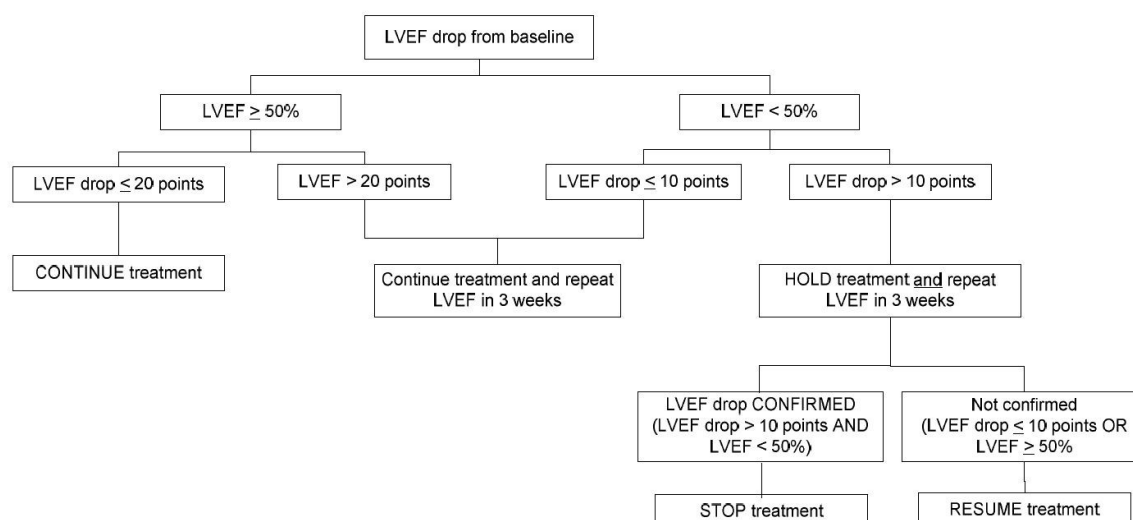 LVEF drop from baseline
LVEF ≥ 50%
LVEF < 50%
LVEF drop ≤ 20 points
LVEF > 20 points
LVEF drop ≤ 10 points
LVEF drop > 10 points
CONTINUE treatment
Continue treatment and repeat
LVEF in 3 weeks
HOLD treatment and repeat
LVEF in 3 weeks
LVEF drop CONFIRMED
(LVEF drop > 10 points AND
LVEF < 50%)
Not confirmed
(LVEF drop ≤ 10 points OR
LVEF ≥ 50%
STOP treatment
RESUME treatment